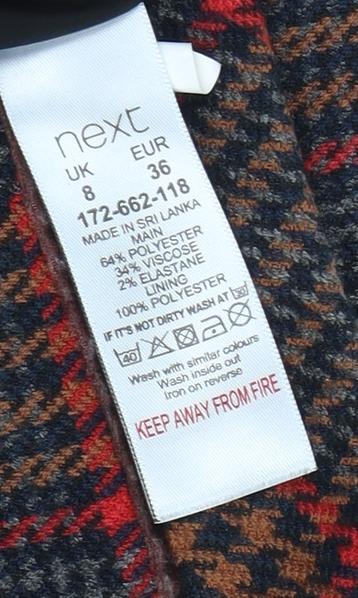 next
UK EUR
8 36
172-662-118
MADE IN SRI LANKA
MAIN
64% POLYESTER
34% VISCOSE
2% ELASTANE
LINING
100% POLYESTER
IF IT'S NOT DIRTY WASH AT 30
40
Wash with similar colours
Wash inside out
Iron on reverse
KEEP AWAY FROM FIRE